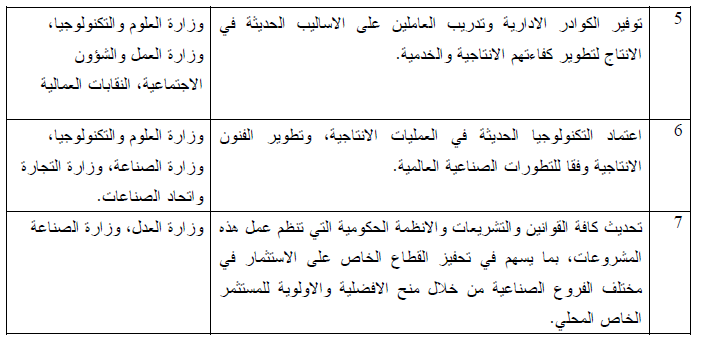 5
توفير الكوادر الادارية وتدريب العاملين على الاساليب الحديثة في
الانتاج لتطوير كفاءتهم الانتاجية والخدمية.
وزارة العلوم والتكنولوجيا،
وزارة العمل والشؤون
الاجتماعية، النقابات العمالية
6
اعتماد التكنولوجيا الحديثة في العمليات الانتاجية، وتطوير الفنون
الانتاجية وفقا للتطورات الصناعية العالمية.
وزارة العلوم والتكنولوجيا،
وزارة الصناعة، وزارة التجارة
واتحاد الصناعات.
7
تحديث كافة القوانين والتشريعات والانظمة الحكومية التي تنظم عمل هذه
المشروعات، بما يسهم في تحفيز القطاع الخاص على الاستثمار في
مختلف الفروع الصناعية من خلال منح الافضلية والاولوية للمستثمر
الخاص المحلي.
وزارة العدل، وزارة الصناعة